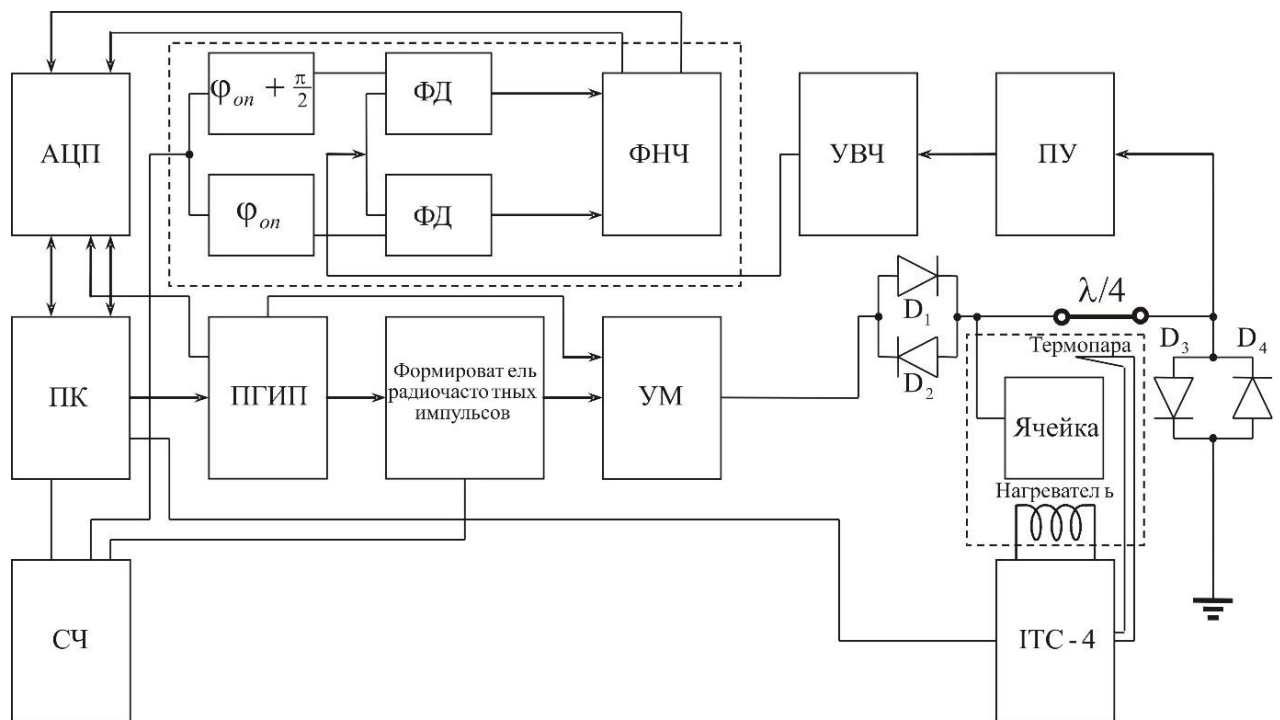 φоп + π/2
ФД
АЦП
ФНЧ
УВЧ
ПУ
φоп
ФД
D1
λ/4
D2
Термопара
D3
D4
ПК
ПГИП
Формироват ель
радиочасто тных
импульсов
УМ
Ячейка
Нагревател ь
СЧ
ITC - 4